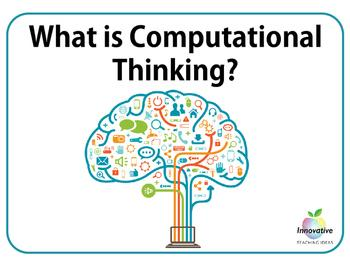 What is Computational
Thinking?
Innovative
TEACHING IDEAS